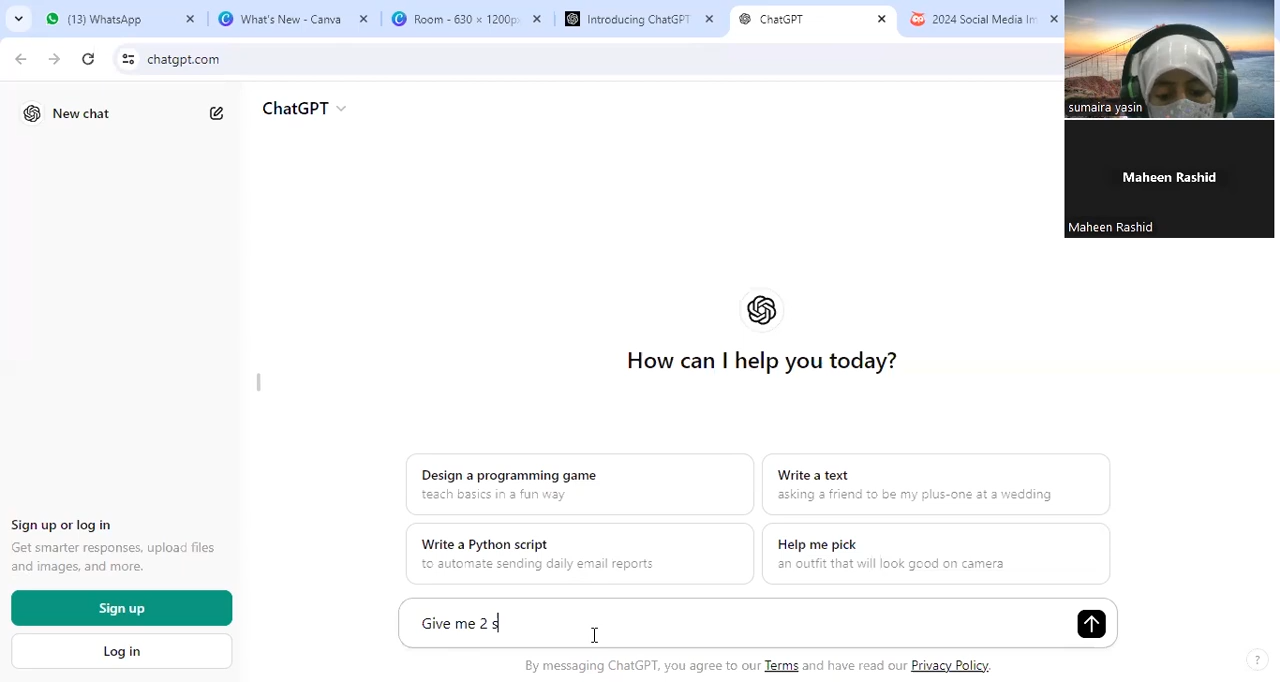 (13) WhatsApp
What's New - Canva
Room - 630 × 1200p
Introducing ChatGPT
ChatGPT
2024 Social Media Im
chatgpt.com
New chat
ChatGPT
sumaira yasin
Maheen Rashid
Maheen Rashid
How can I help you today?
Design a programming game
teach basics in a fun way
Write a text
asking a friend to be my plus-one at a wedding
Write a Python script
to automate sending daily email reports
Help me pick
an outfit that will look good on camera
Sign up or log in
Get smarter responses, upload files
and images, and more.
Sign up
Log in
Give me 2 s
By messaging ChatGPT, you agree to our Terms and have read our Privacy Policy.
?